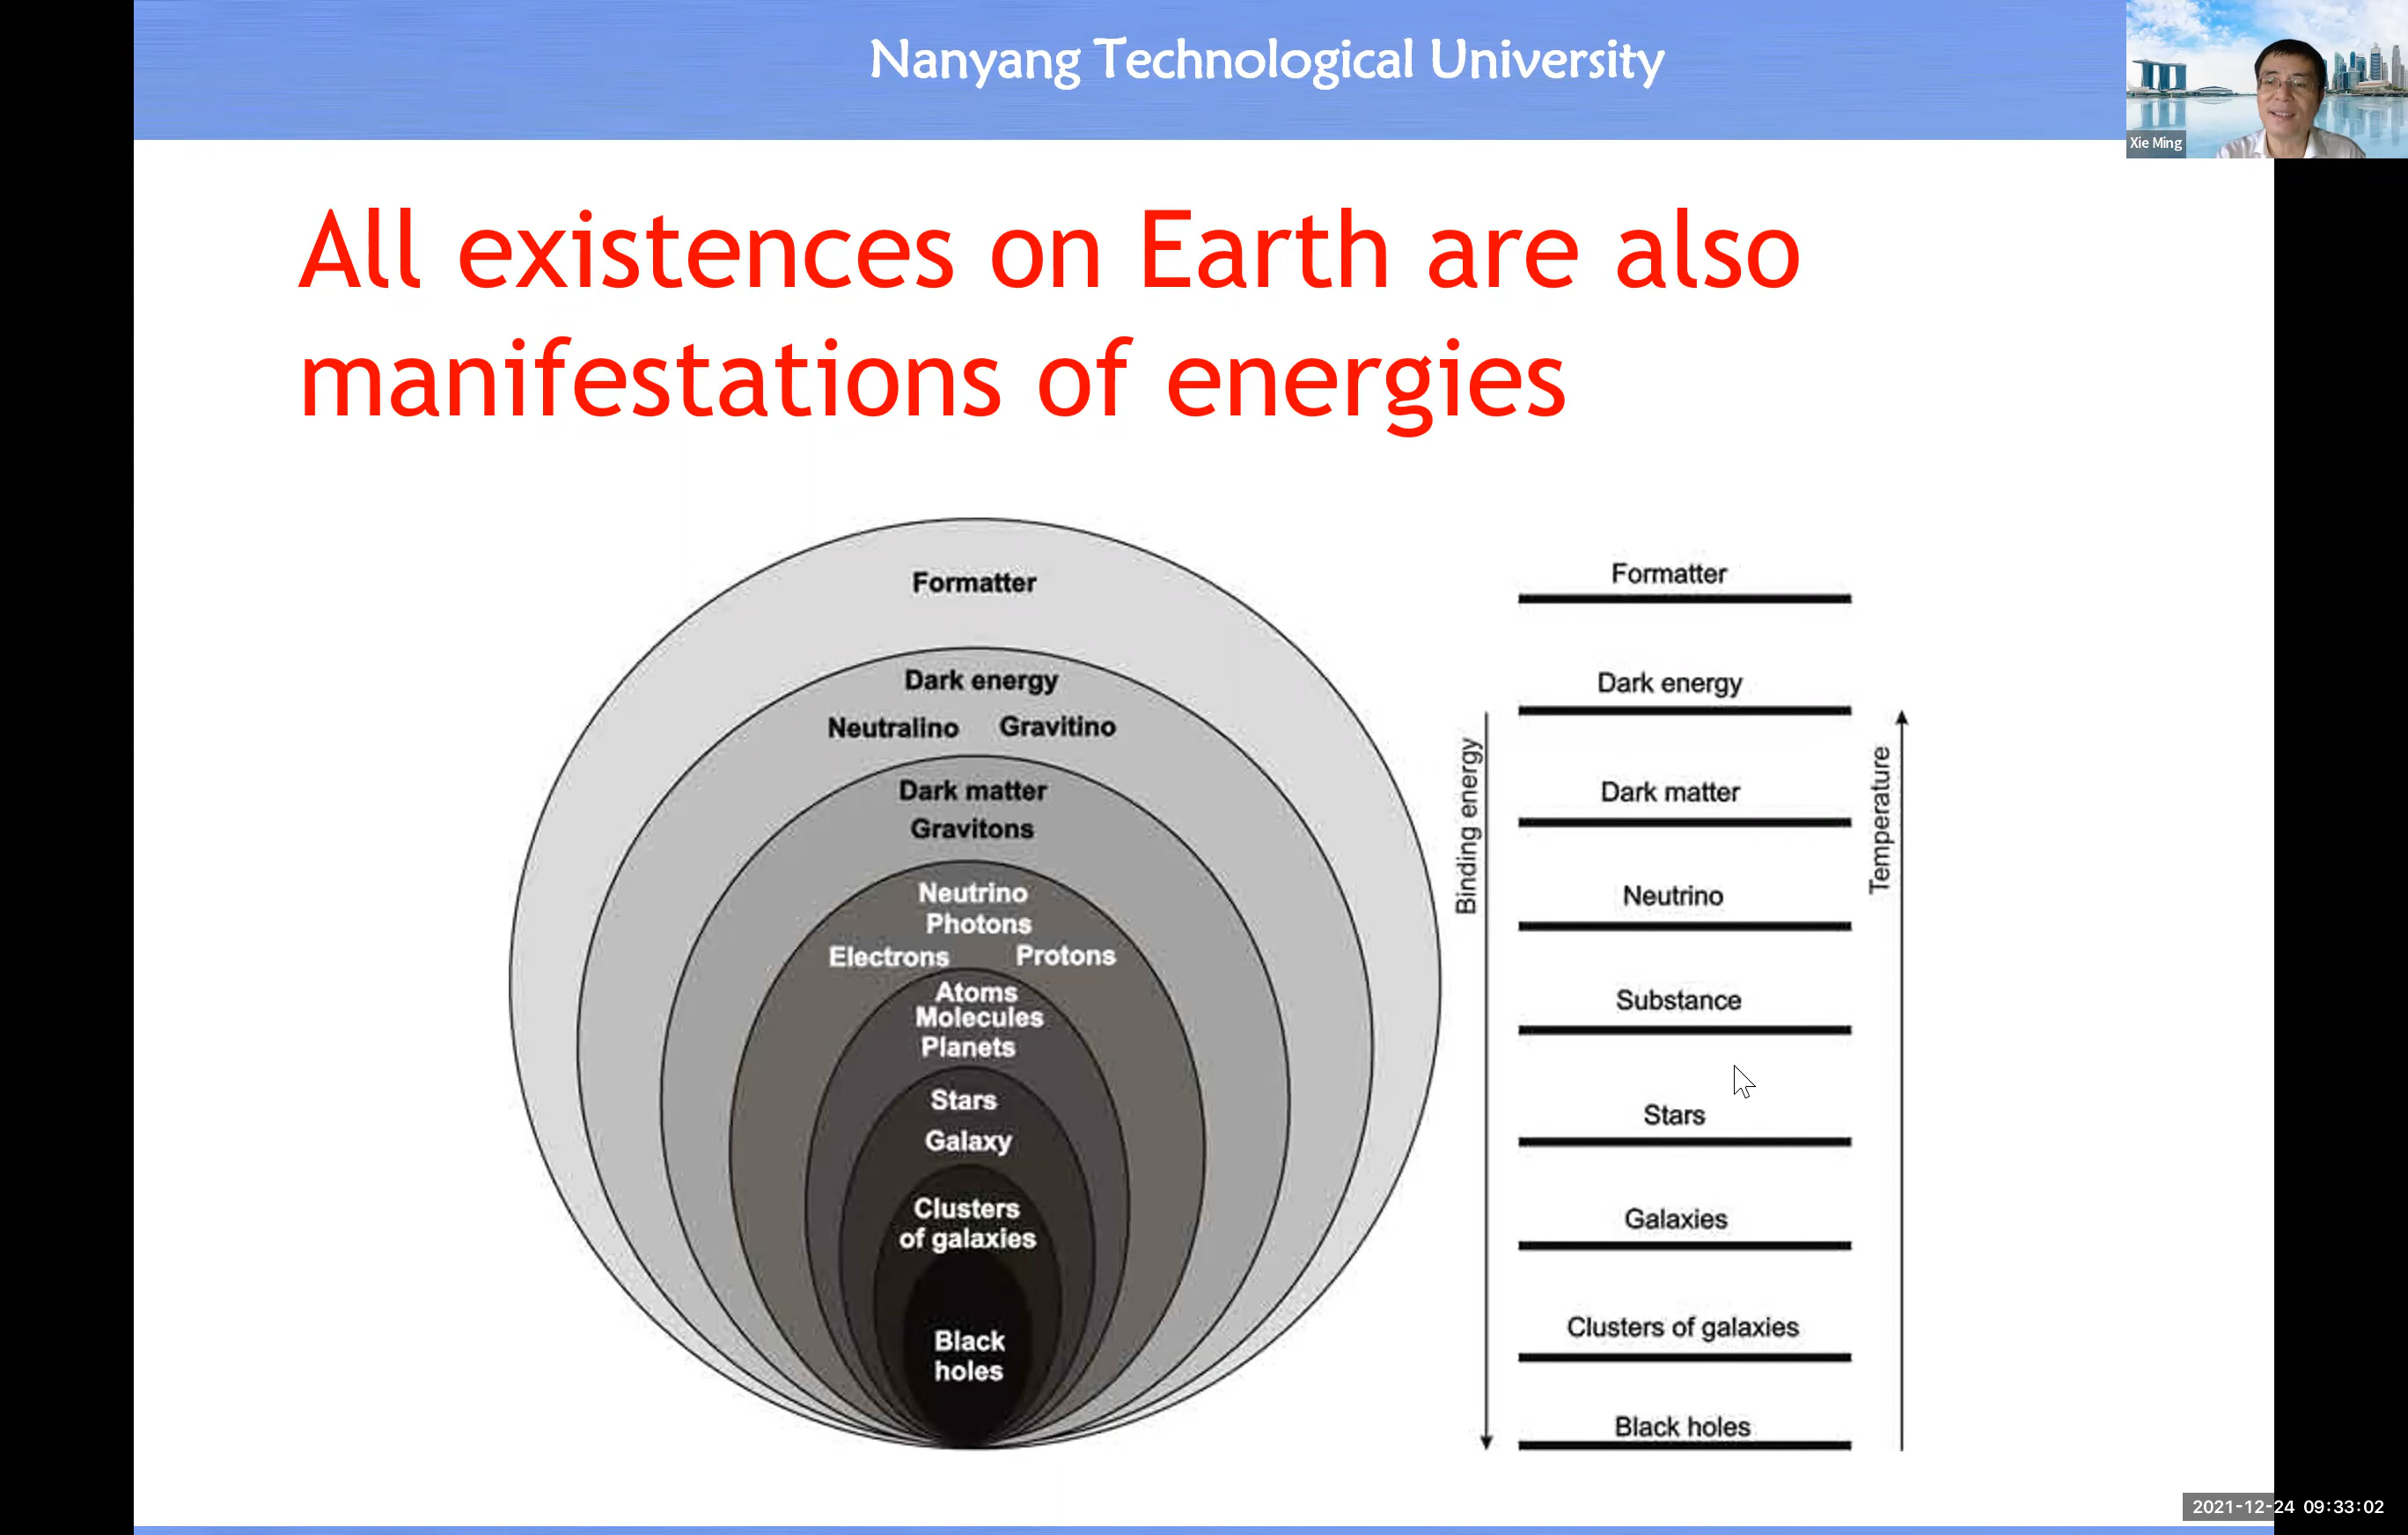 Nanyang Technological University
Xie Ming
All existences on Earth are also
manifestations of energies
Formatter
Dark energy
Neutralino Gravitino
Dark matter
Gravitons
Neutrino
Photons
Electrons Protons
Atoms
Molecules
Planets
Stars
Galaxy
Clusters
of galaxies
Black
holes
Binding energy
Formatter
Dark energy
Dark matter
Neutrino
Substance
Stars
Galaxies
Clusters of galaxies
Black holes
Temperature
2021-12-24 09:33:02